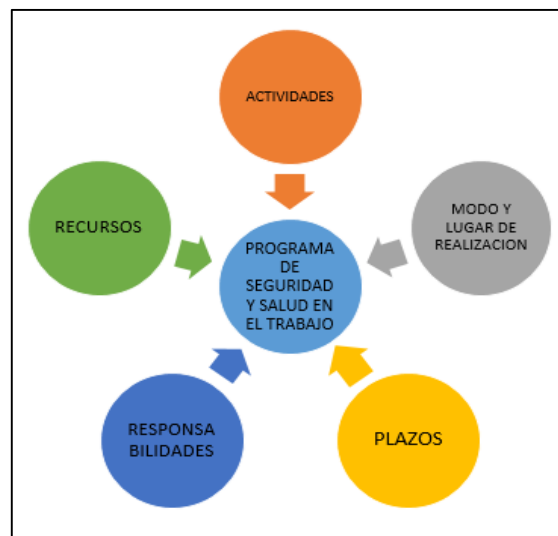 ACTIVIDADES
RECURSOS
MODO Y
LUGAR DE
REALIZACION
PROGRAMA
DE
SEGURIDAD
Y SALUD EN
EL TRABAJO
RESPONSA
BILIDADES
PLAZOS